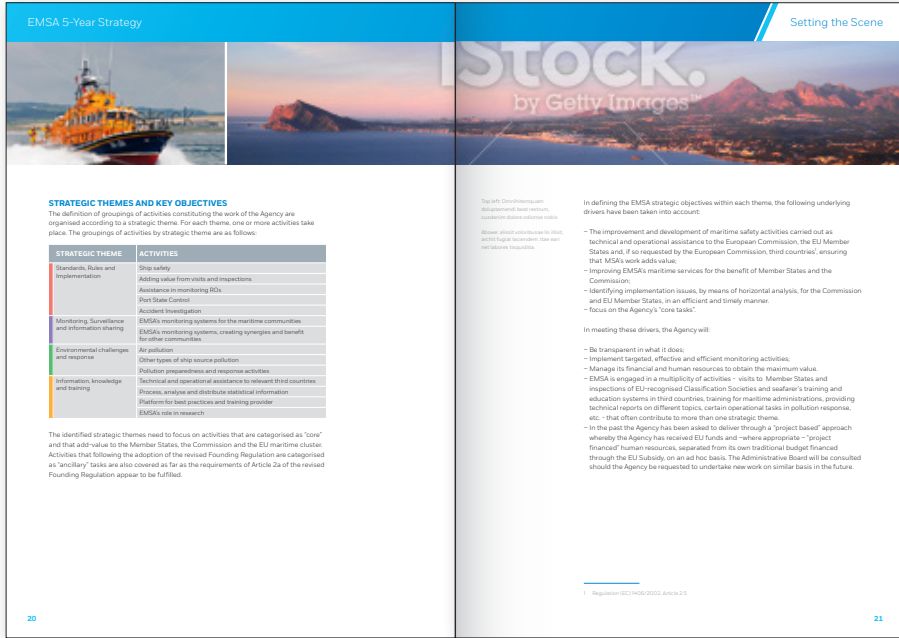 EMSA 5-Year Strategy
Setting the Scene
iStock.
by Getty Images™
stock
STRATEGIC THEMES AND KEY OBJECTIVES
The definition of groupings of activities constituting the work of the Agency are
organised according to a strategic theme. For each theme, one or more activities take
place. The groupings of activities by strategic theme are as follows:
STRATEGIC THEME ACTIVITIES
Standards, Rules and
Implementation
Ship safety
Adding value from visits and inspections
Assistance in monitoring ROs
Port State Control
Accident Investigation
Monitoring, Surveillance
and information sharing
EMSA's monitoring systems for the maritime communities
EMSA's monitoring systems, creating synergies and benefit
for other communities
Environmental challenges
and response
Air pollution
Other types of ship source pollution
Pollution preparedness and response activities
Information, knowledge
and training
Technical and operational assistance to relevant third countries
Process, analyse and distribute statistical information
Platform for best practices and training provider
EMSA's role in research
The identified strategic themes need to focus on activities that are categorised as "core"
and that add-value to the Member States, the Commission and the EU maritime cluster.
Activities that following the adoption of the revised Founding Regulation are categorised
as "ancillary" tasks are also covered as far as the requirements of Article 2a of the revised
Founding Regulation appear to be fulfilled.
20
Top left:
In defining the EMSA strategic objectives within each theme, the following underlying
drivers have been taken into account:
– The improvement and development of maritime safety activities carried out as
technical and operational assistance to the European Commission, the EU Member
States and, if so requested by the European Commission, third countries¹, ensuring
that MSA's work adds value;
– Improving EMSA's maritime services for the benefit of Member States and the
Commission;
– Identifying implementation issues, by means of horizontal analysis, for the Commission
and EU Member States, in an efficient and timely manner.
– focus on the Agency's "core tasks".
In meeting these drivers, the Agency will:
– Be transparent in what it does;
– Implement targeted, effective and efficient monitoring activities;
– Manage its financial and human resources to obtain the maximum value.
– EMSA is engaged in a multiplicity of activities - visits to Member States and
inspections of EU-recognised Classification Societies and seafarer's training and
education systems in third countries, training for maritime administrations, providing
technical reports on different topics, certain operational tasks in pollution response,
etc. - that often contribute to more than one strategic theme.
– In the past the Agency has been asked to deliver through a "project based" approach
whereby the Agency has received EU funds and –where appropriate – "project
financed" human resources, separated from its own traditional budget financed
through the EU Subsidy, on an ad hoc basis. The Administrative Board will be consulted
should the Agency be requested to undertake new work on similar basis in the future.
1 Regulation (EC) 1406/2002, Article 2.5
21